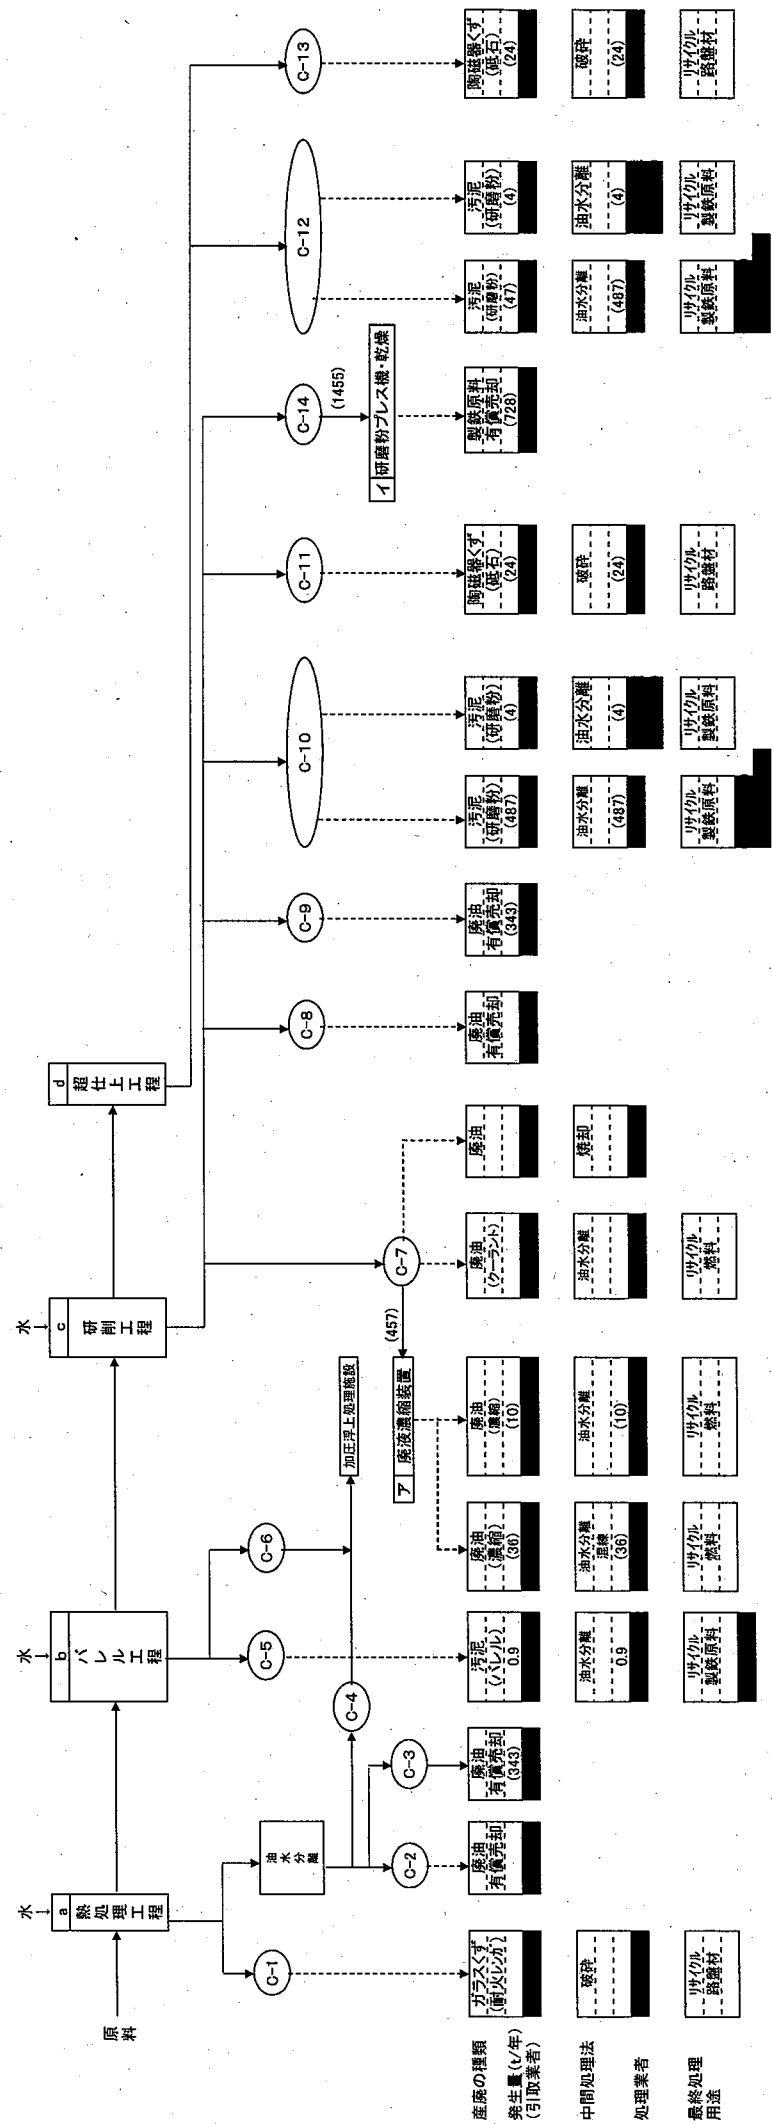 原料
水
a
熱処理工程
水
b
バレル工程
水
c
研削工程
d
超仕上工程
油水分離
加圧浮上処理施設
C-1
C-2
C-3
C-4
C-5
C-6
C-7
C-8
C-9
C-10
C-11
C-14
C-12
C-13
(457)
ア 廃液濃縮装置
(1455)
イ 研磨粉プレス機・乾燥
産廃の種類
発生量(t/年)
(引取業者)
ガラスくず
(耐火レンガ)
廃油
有償売却
廃油
有償売却
(343)
汚泥
(バレル)
0.9
廃油
(濃縮)
(36)
廃油
(濃縮)
(10)
廃油
(クーラント)
廃油
廃油
有償売却
廃油
有償売却
(343)
汚泥
(研磨粉)
(487)
汚泥
(研磨粉)
(4)
陶磁器くず
(砥石)
(24)
製鉄原料
有償売却
(728)
汚泥
(研磨粉)
(47)
汚泥
(研磨粉)
(4)
陶磁器くず
(砥石)
(24)
中間処理法
処理業者
破砕
油水分離
0.9
油水分離
混練
(36)
油水分離
(10)
油水分離
焼却
油水分離
(487)
油水分離
(4)
破砕
(24)
油水分離
(487)
油水分離
(4)
破砕
(24)
最終処理
用途
リサイクル
路盤材
リサイクル
製鉄原料
リサイクル
燃料
リサイクル
燃料
リサイクル
燃料
リサイクル
製鉄原料
リサイクル
製鉄原料
リサイクル
路盤材
リサイクル
製鉄原料
リサイクル
製鉄原料
リサイクル
路盤材